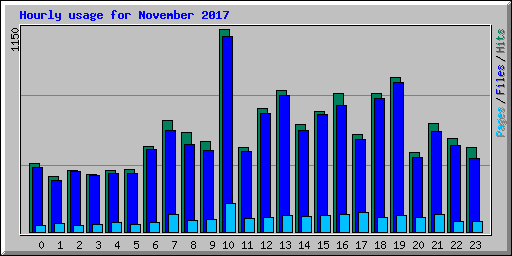 Hourly usage for November 2017
1150
Pages/Files/Hits
0 1 2 3 4 5 6 7 8 9 10 11 12 13 14 15 16 17 18 19 20 21 22 23